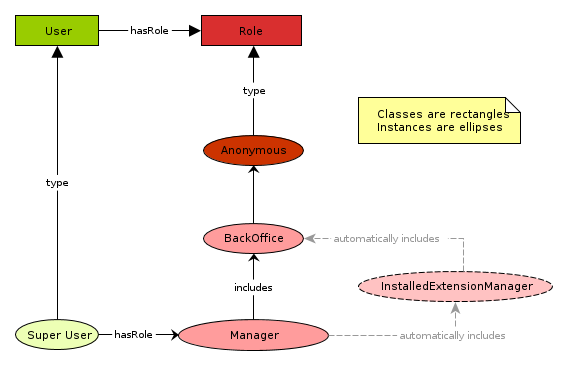 User
hasRole
Role
type
Classes are rectangles
Instances are ellipses
Anonymous
type
BackOffice
automatically includes
includes
InstalledExtensionManager
Super User
hasRole
Manager
automatically includes